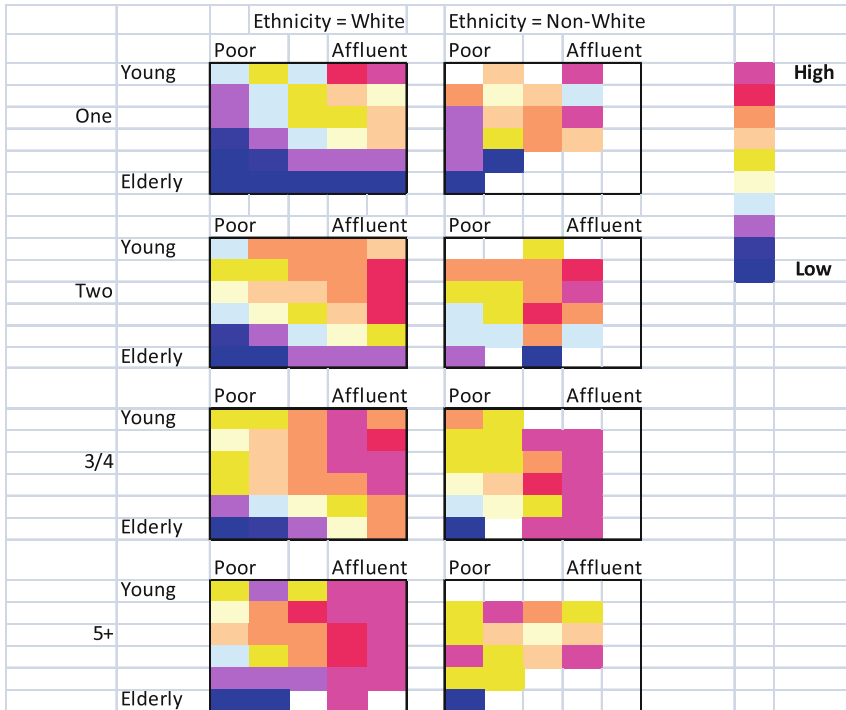 Ethnicity = White Ethnicity = Non-White
Poor Affluent Poor Affluent
Young High
One
Elderly
Poor Affluent Poor Affluent
Young
Low
Two
Elderly
Poor Affluent Poor Affluent
Young
3/4
Elderly
Poor Affluent Poor Affluent
Young
5+
Elderly